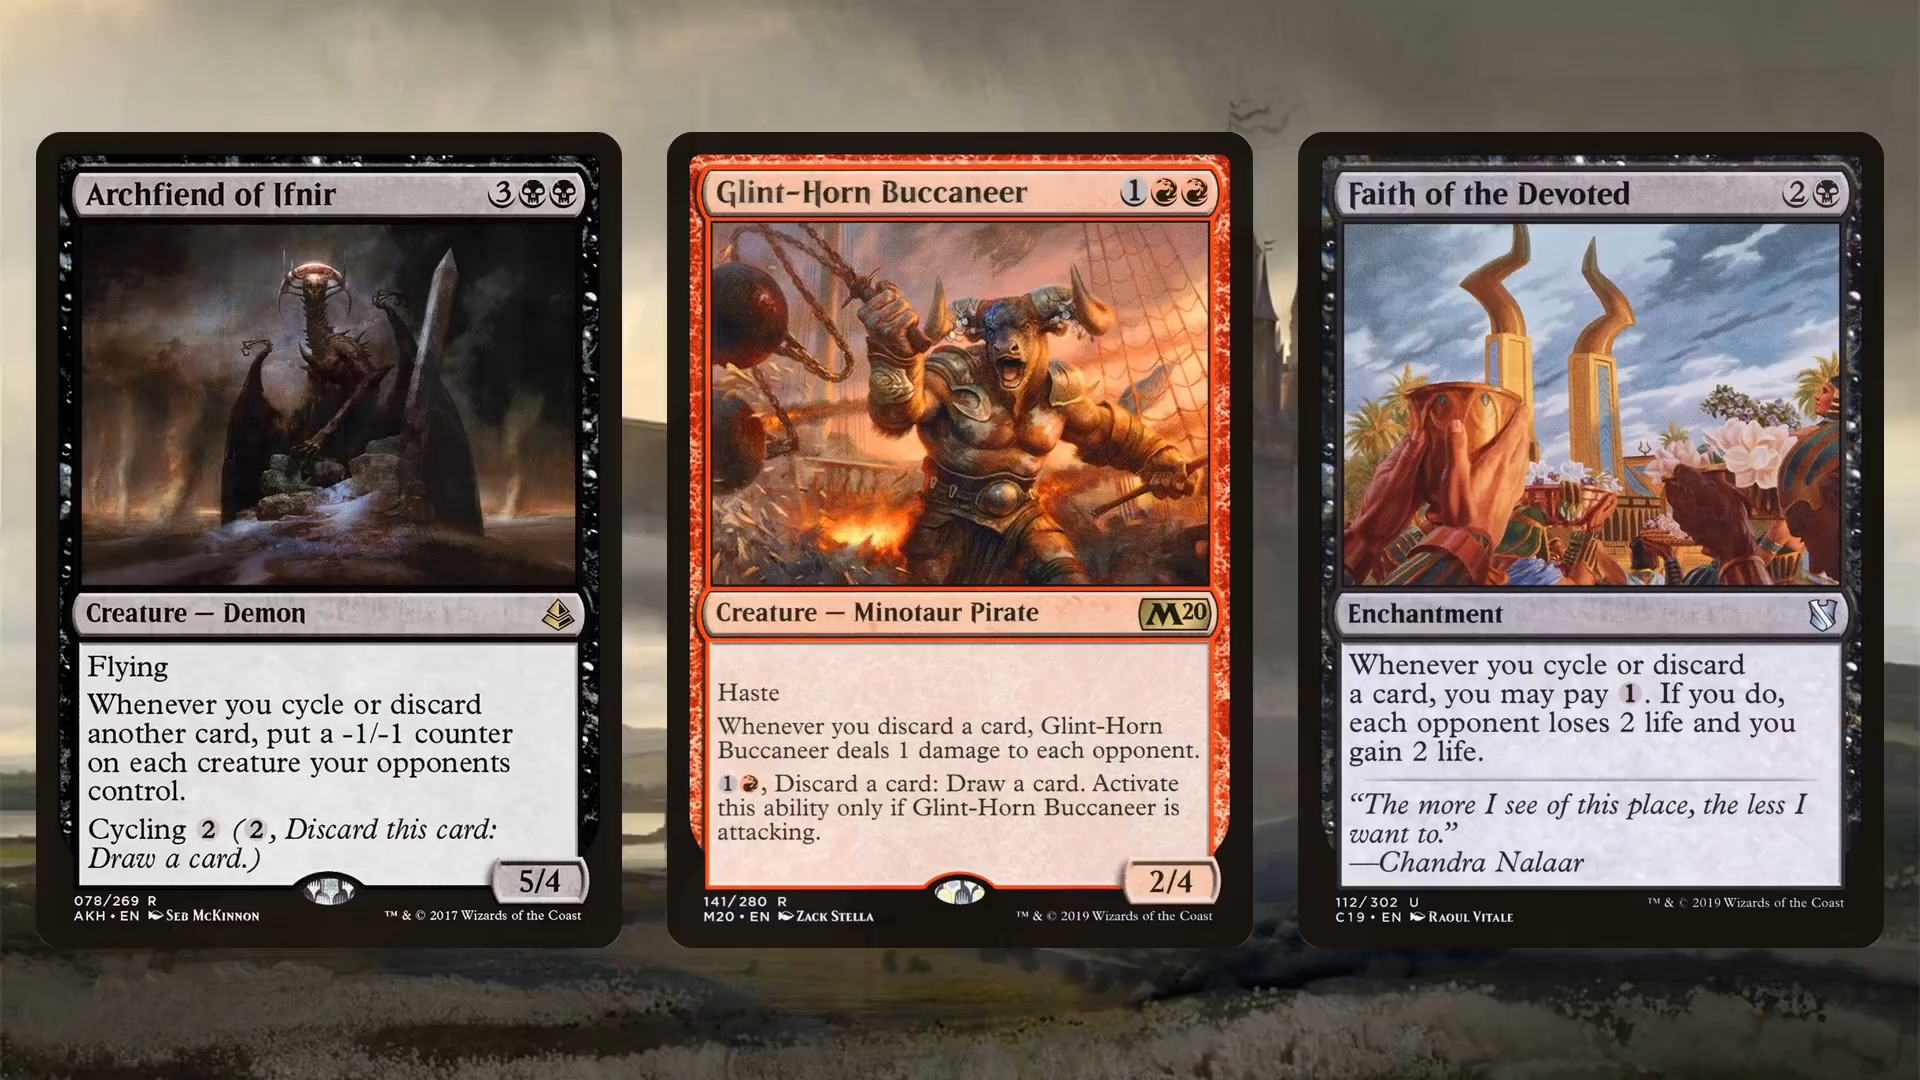 Archfiend of Ifnir 3
Creature — Demon
Flying
Whenever you cycle or discard
another card, put a -1/-1 counter
on each creature your opponents
control.
Cycling 2 (2, Discard this card:
Draw a card.)
5/4
078/269 R
AKH • EN Seb McKinnon
™ & © 2017 Wizards of the Coast
Glint-Horn Buccaneer 1
Creature — Minotaur Pirate M20
Haste
Whenever you discard a card, Glint-Horn
Buccaneer deals 1 damage to each opponent.
1, Discard a card: Draw a card. Activate
this ability only if Glint-Horn Buccaneer is
attacking.
2/4
141/280 R
M20 • EN Zack Stella
™ & © 2019 Wizards of the Coast
Faith of the Devoted 2
Enchantment
Whenever you cycle or discard
a card, you may pay 1. If you do,
each opponent loses 2 life and you
gain 2 life.
“The more I see of this place, the less I
want to.”
—Chandra Nalaar
112/302 U
C19 • EN Raoul Vitale
™ & © 2019 Wizards of the Coast